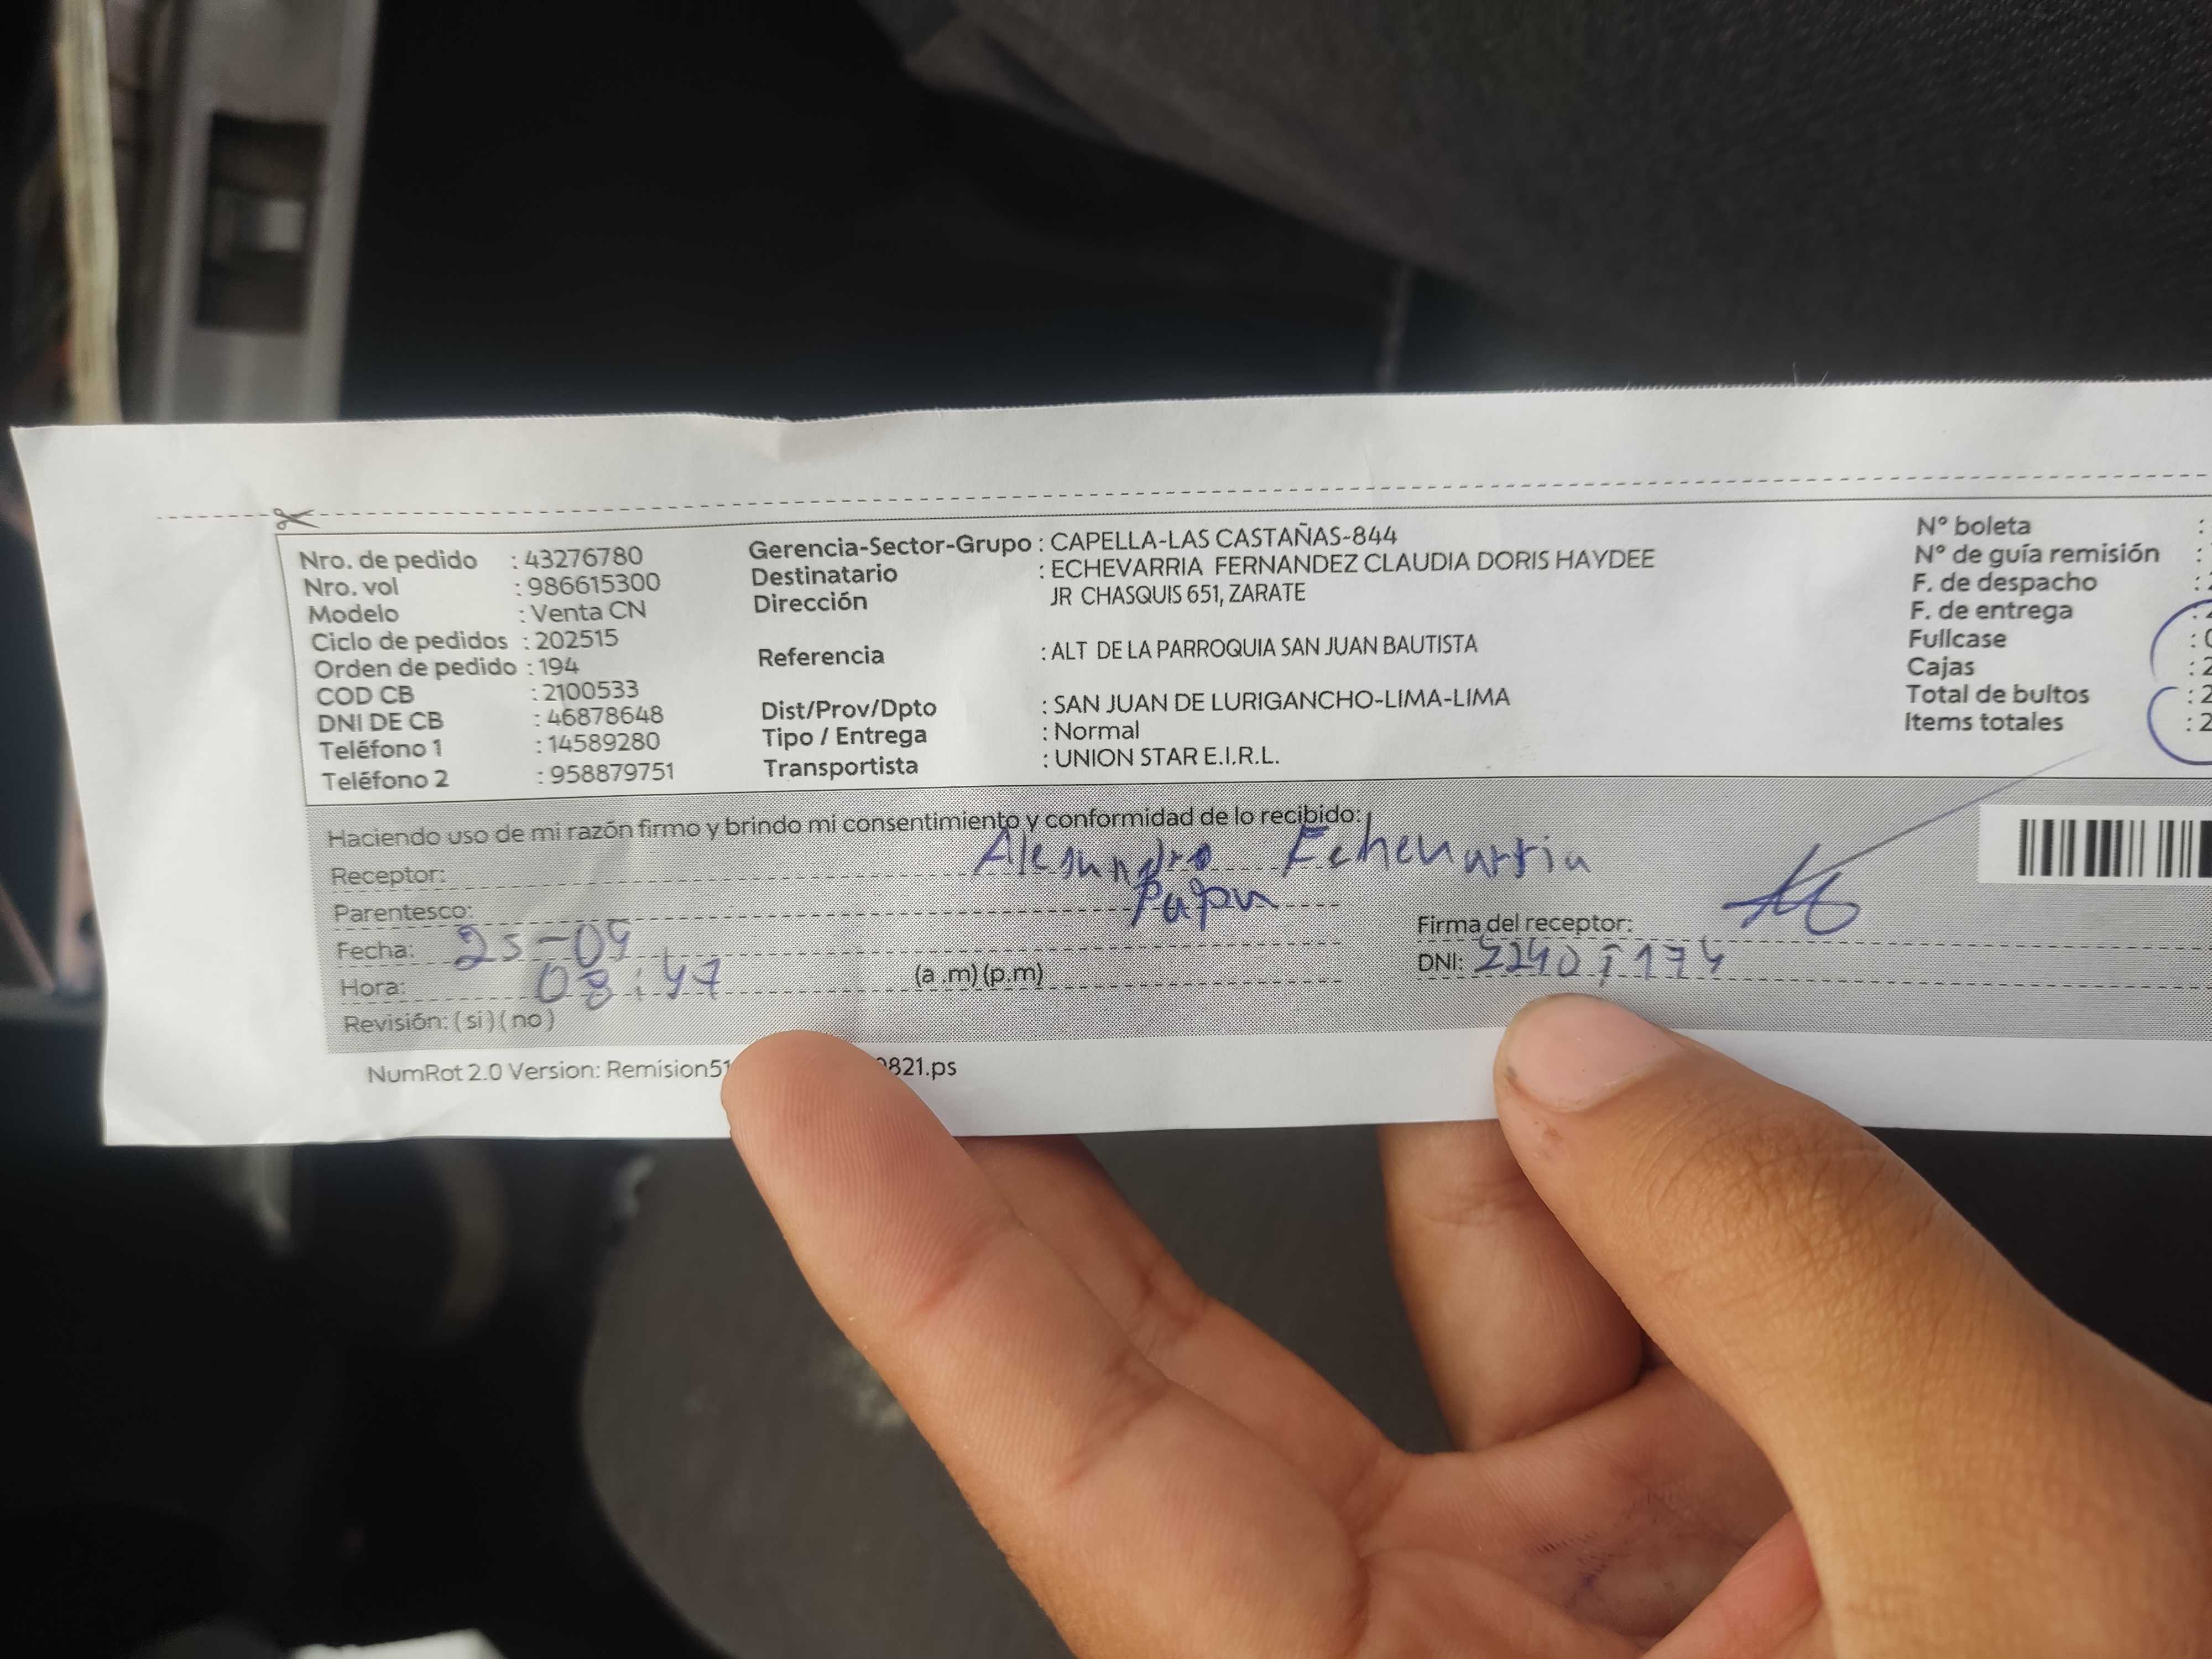 Nro. de pedido : 43276780
Nro. vol : 986615300
Modelo : Venta CN
Ciclo de pedidos : 202515
Orden de pedido : 194
COD CB : 2100533
DNI DE CB : 46878648
Teléfono 1 : 14589280
Teléfono 2 : 958879751
Gerencia-Sector-Grupo : CAPELLA-LAS CASTAÑAS-844
Destinatario : ECHEVARRIA FERNANDEZ CLAUDIA DORIS HAYDEE
Dirección JR CHASQUIS 651, ZARATE
Referencia : ALT DE LA PARROQUIA SAN JUAN BAUTISTA
Dist/Prov/Dpto : SAN JUAN DE LURIGANCHO-LIMA-LIMA
Tipo / Entrega : Normal
Transportista : UNION STAR E.I.R.L.
N° boleta :
N° de guía remisión :
F. de despacho :
F. de entrega :
Fullcase :
Cajas : 2
Total de bultos : 2
Items totales : 2
Haciendo uso de mi razón firmo y brindo mi consentimiento y conformidad de lo recibido:
Receptor: Alejandro Echevarria
Parentesco: Papa
Fecha: 25-09
Hora: 08:47 (a .m) (p.m)
Revisión: ( si ) ( no )
Firma del receptor:
DNI:
NumRot 2.0 Version: Remision51 0821.ps